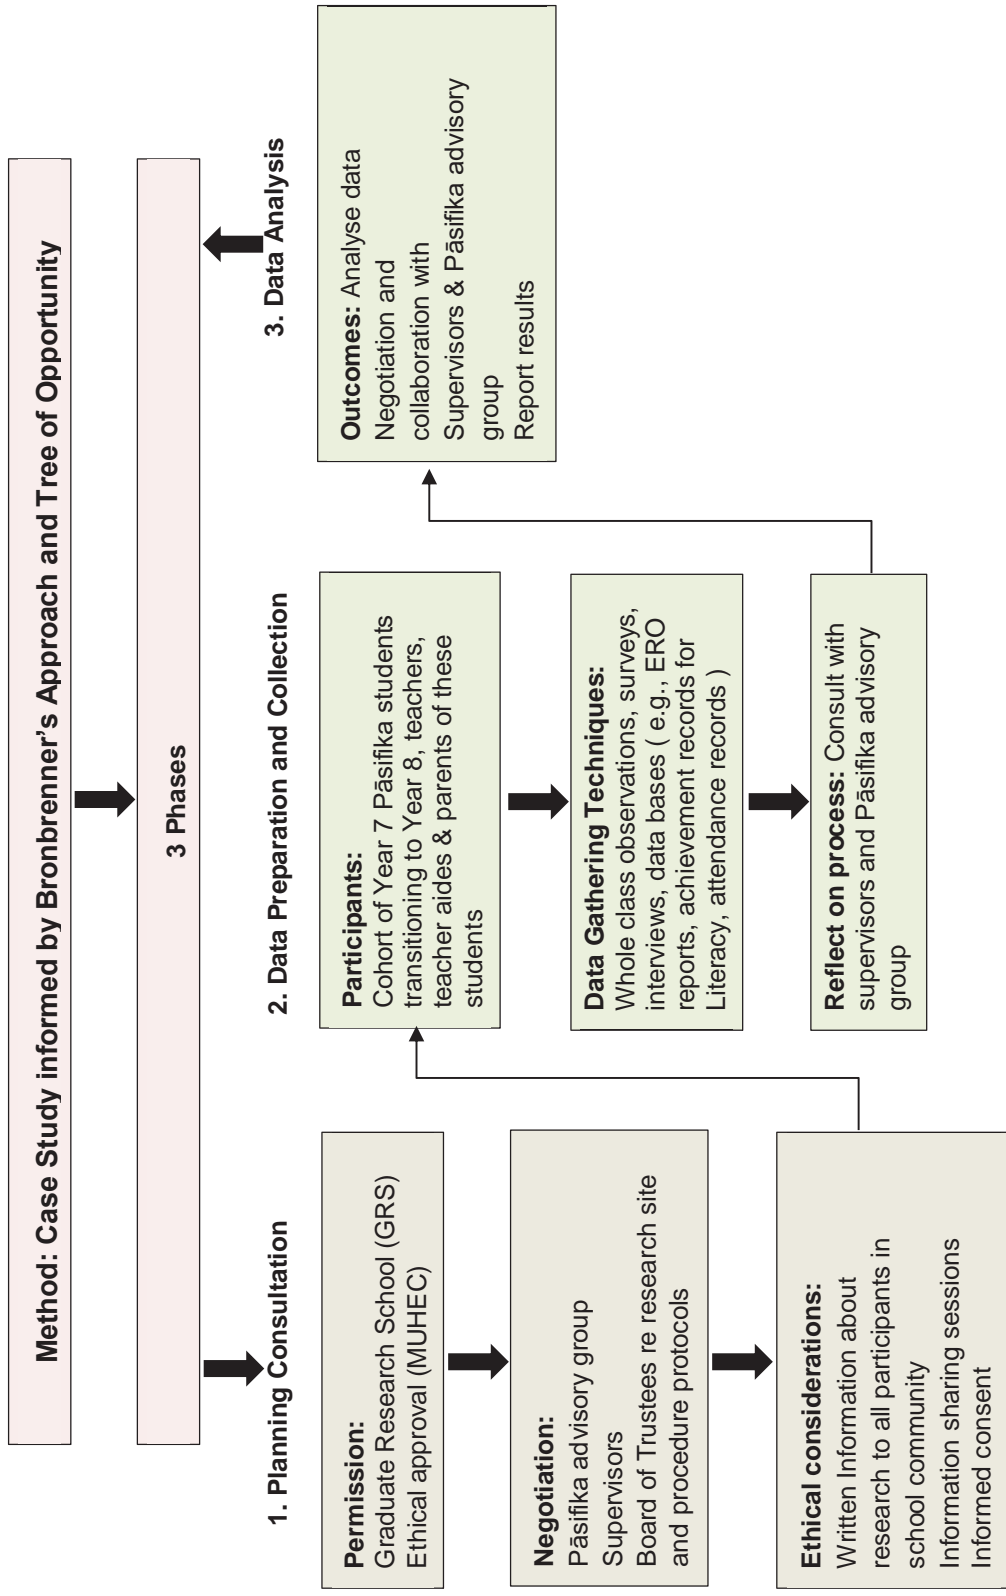 Method: Case Study informed by Bronbrenner's Approach and Tree of Opportunity
3 Phases
1. Planning Consultation
Permission:
Graduate Research School (GRS)
Ethical approval (MUHEC)
Negotiation:
Pāsifika advisory group
Supervisors
Board of Trustees re research site
and procedure protocols
Ethical considerations:
Written Information about
research to all participants in
school community
Information sharing sessions
Informed consent
2. Data Preparation and Collection
Participants:
Cohort of Year 7 Pāsifika students
transitioning to Year 8, teachers,
teacher aides & parents of these
students
Data Gathering Techniques:
Whole class observations, surveys,
interviews, data bases ( e.g., ERO
reports, achievement records for
Literacy, attendance records )
Reflect on process: Consult with
supervisors and Pāsifika advisory
group
3. Data Analysis
Outcomes: Analyse data
Negotiation and
collaboration with
Supervisors & Pāsifika advisory
group
Report results